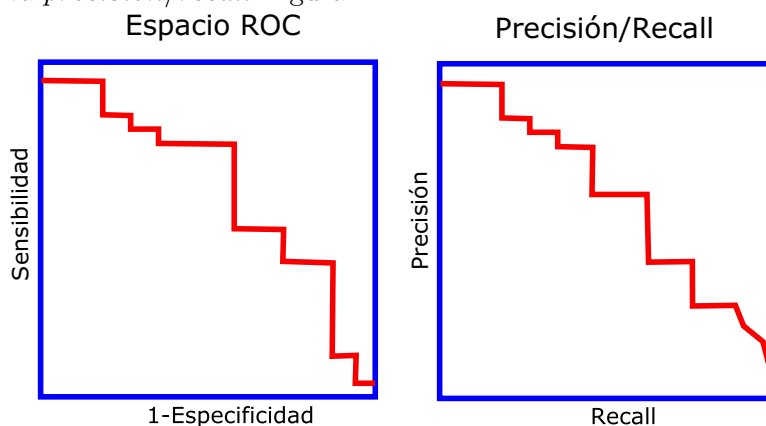 Espacio ROC
Precisión/Recall
Sensibilidad
Precisión
1-Especificidad
Recall